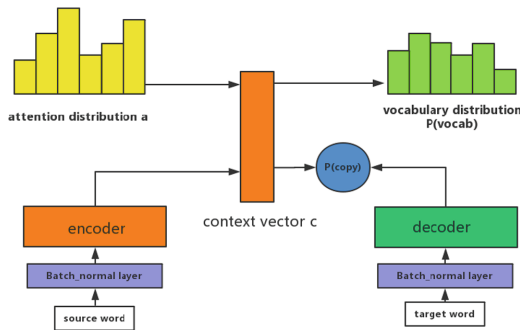 attention distribution a
vocabulary distribution
P(vocab)
P(copy)
context vector c
encoder
decoder
Batch_normal layer
Batch_normal layer
source word
target word